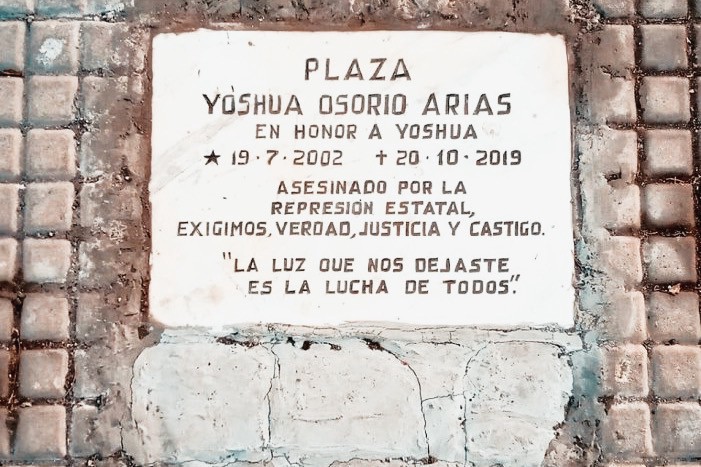 PLAZA
YOSHUA OSORIO ARIAS
EN HONOR A YOSHUA
★ 19·7·2002 ✝ 20·10·2019
ASESINADO POR LA
REPRESIÓN ESTATAL,
EXIGIMOS, VERDAD, JUSTICIA Y CASTIGO.
"LA LUZ QUE NOS DEJASTE
ES LA LUCHA DE TODOS".